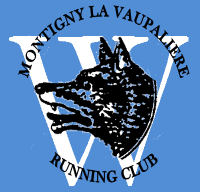 MONTIGNY LA VAUPALIERE
W
RUNNING CLUB